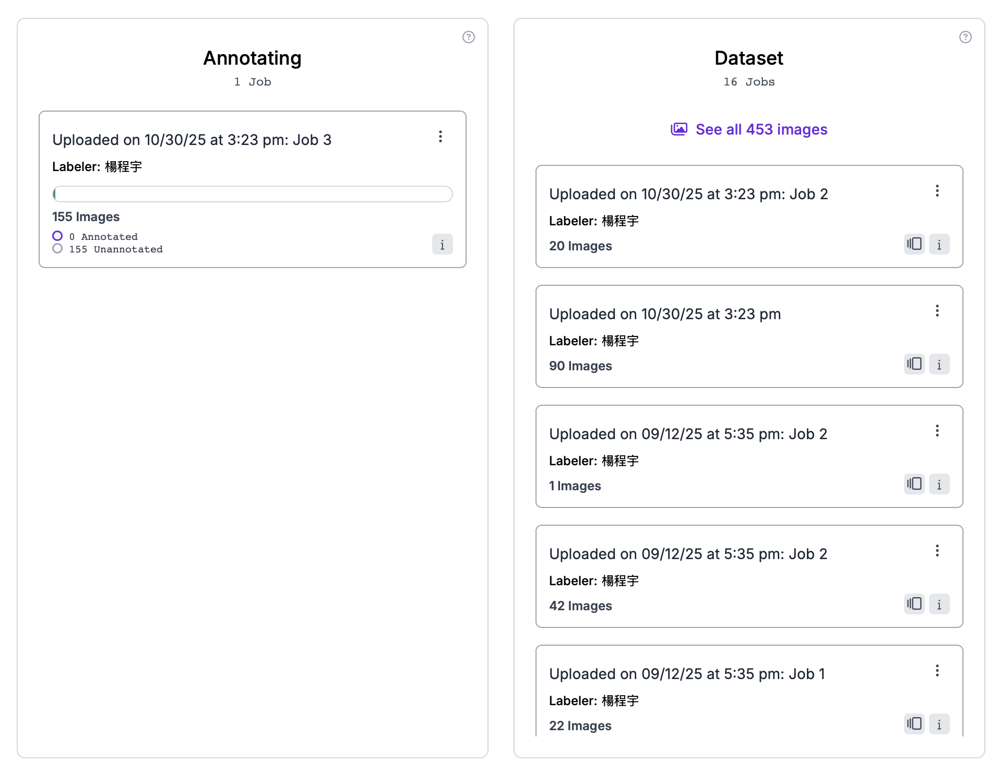 Annotating
1 Job
Uploaded on 10/30/25 at 3:23 pm: Job 3
Labeler: 楊程宇
155 Images
0 Annotated
155 Unannotated
i
Dataset
16 Jobs
See all 453 images
Uploaded on 10/30/25 at 3:23 pm: Job 2
Labeler: 楊程宇
20 Images
i
Uploaded on 10/30/25 at 3:23 pm
Labeler: 楊程宇
90 Images
i
Uploaded on 09/12/25 at 5:35 pm: Job 2
Labeler: 楊程宇
1 Images
i
Uploaded on 09/12/25 at 5:35 pm: Job 2
Labeler: 楊程宇
42 Images
i
Uploaded on 09/12/25 at 5:35 pm: Job 1
Labeler: 楊程宇
22 Images
i